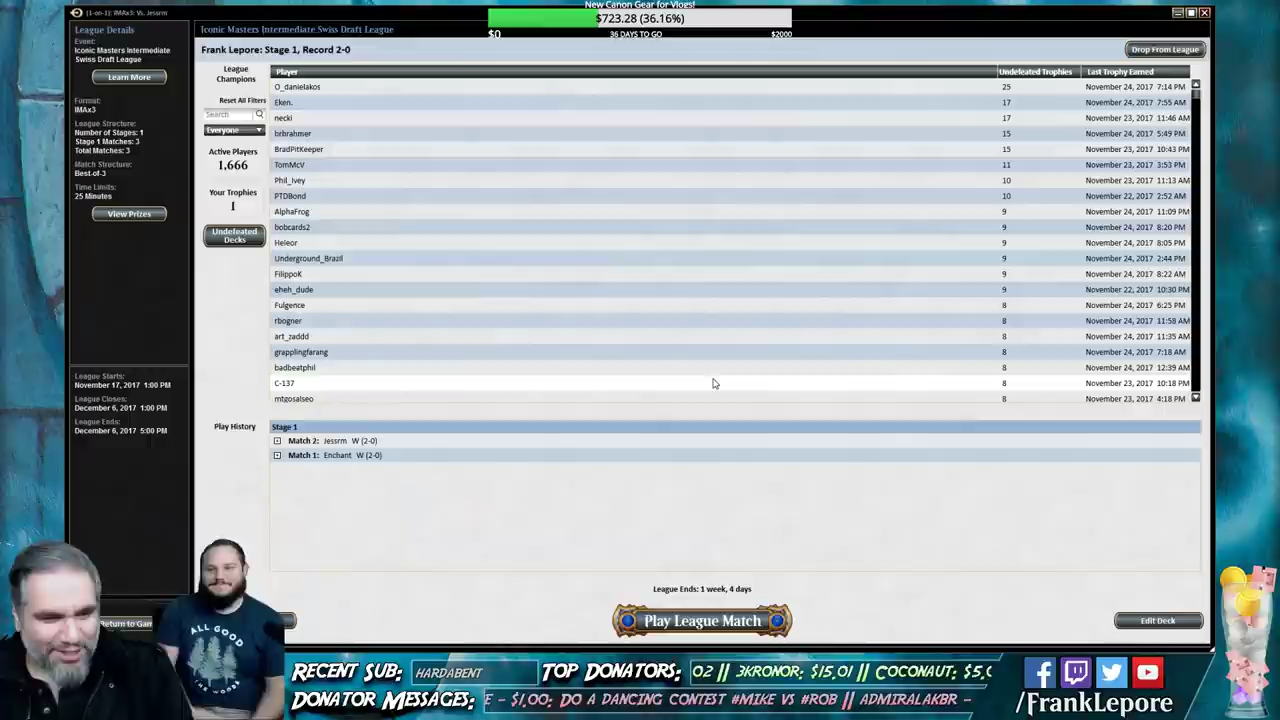 New Canon Gear for Vlogs!
$723.28 (36.16%)
$0 36 DAYS TO GO $2000
(1-on-1): IMAx3: Vs. Jessrm
League Details
Event:
Iconic Masters Intermediate
Swiss Draft League
Learn More
Format:
IMAx3
League Structure:
Number of Stages: 1
Stage 1 Matches: 3
Total Matches: 3
Match Structure:
Best-of-3
Time Limits:
25 Minutes
View Prizes
League Starts:
November 17, 2017 1:00 PM
League Closes:
December 6, 2017 1:00 PM
League Ends:
December 6, 2017 5:00 PM
Return to Gam
Iconic Masters Intermediate Swiss Draft League
Frank Lepore: Stage 1, Record 2-0
Drop From League
League
Champions
Reset All Filters
Search
Everyone
Active Players
1,666
Your Trophies
1
Undefeated
Decks
Player Undefeated Trophies Last Trophy Earned
O_danielakos 25 November 24, 2017 7:14 PM
Eken. 17 November 24, 2017 7:55 AM
necki 17 November 23, 2017 11:46 AM
brbrahmer 15 November 24, 2017 5:49 PM
BradPitKeeper 15 November 23, 2017 10:43 PM
TomMcV 11 November 23, 2017 3:53 PM
Phil_Ivey 10 November 23, 2017 11:13 AM
PTDBond 10 November 22, 2017 2:52 AM
AlphaFrog 9 November 24, 2017 11:09 PM
bobcards2 9 November 24, 2017 8:20 PM
Heleor 9 November 24, 2017 8:05 PM
Underground_Brazil 9 November 24, 2017 2:44 PM
FilippoK 9 November 24, 2017 8:22 AM
eheh_dude 9 November 22, 2017 10:30 PM
Fulgence 8 November 24, 2017 6:25 PM
rbogner 8 November 24, 2017 11:58 AM
art_zaddd 8 November 24, 2017 11:35 AM
grapplingfarang 8 November 24, 2017 7:18 AM
badbeatphil 8 November 24, 2017 12:39 AM
C-137 8 November 23, 2017 10:18 PM
mtgosalseo 8 November 23, 2017 4:18 PM
Play History
Stage 1
Match 2: Jessrm W (2-0)
Match 1: Enchant W (2-0)
League Ends: 1 week, 4 days
Play League Match
Edit Deck
ALL GOOD
RECENT SUB: HARDABENT TOP DONATORS: 02 || 3KRONOR: $15.01 || COCONAUT: $5.0
DONATOR MESSAGES: E - $1.00: DO A DANCING CONTEST #MIKE VS #ROB || ADMIRALAKBR -
/FrankLepore